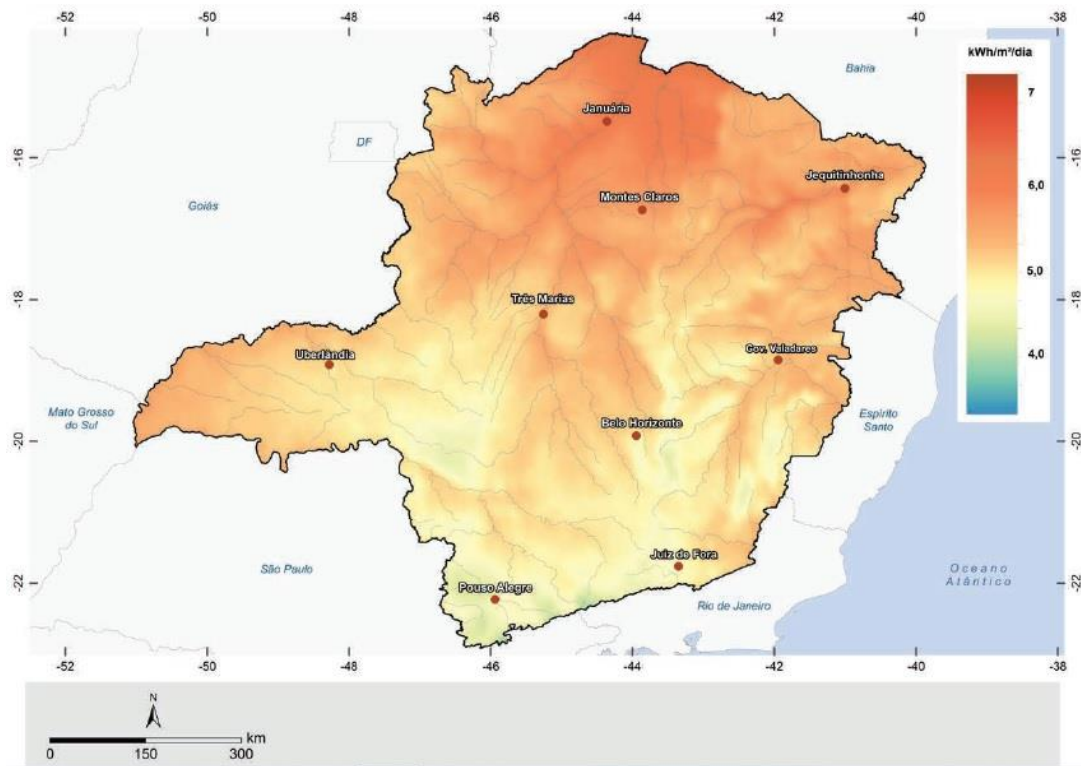 -52 -50 -48 -46 -44 -42 -40 -38
kWh/m²/dia
Bahia
7
Januária
DF
-16 -16
Jequitinhonha
6,0
Montes Claros
Goiás
5,0
-18 -18
Três Marias
Gov. Valadares
4,0
Uberlândia
Mato Grosso
do Sul
Espírito
Santo
Belo Horizonte
-20 -20
Juiz de Fora
São Paulo
Oceano
Atlântico
-22 -22
Pouso Alegre
Rio de Janeiro
-52 -50 -48 -46 -44 -42 -40 -38
N
km
0 150 300